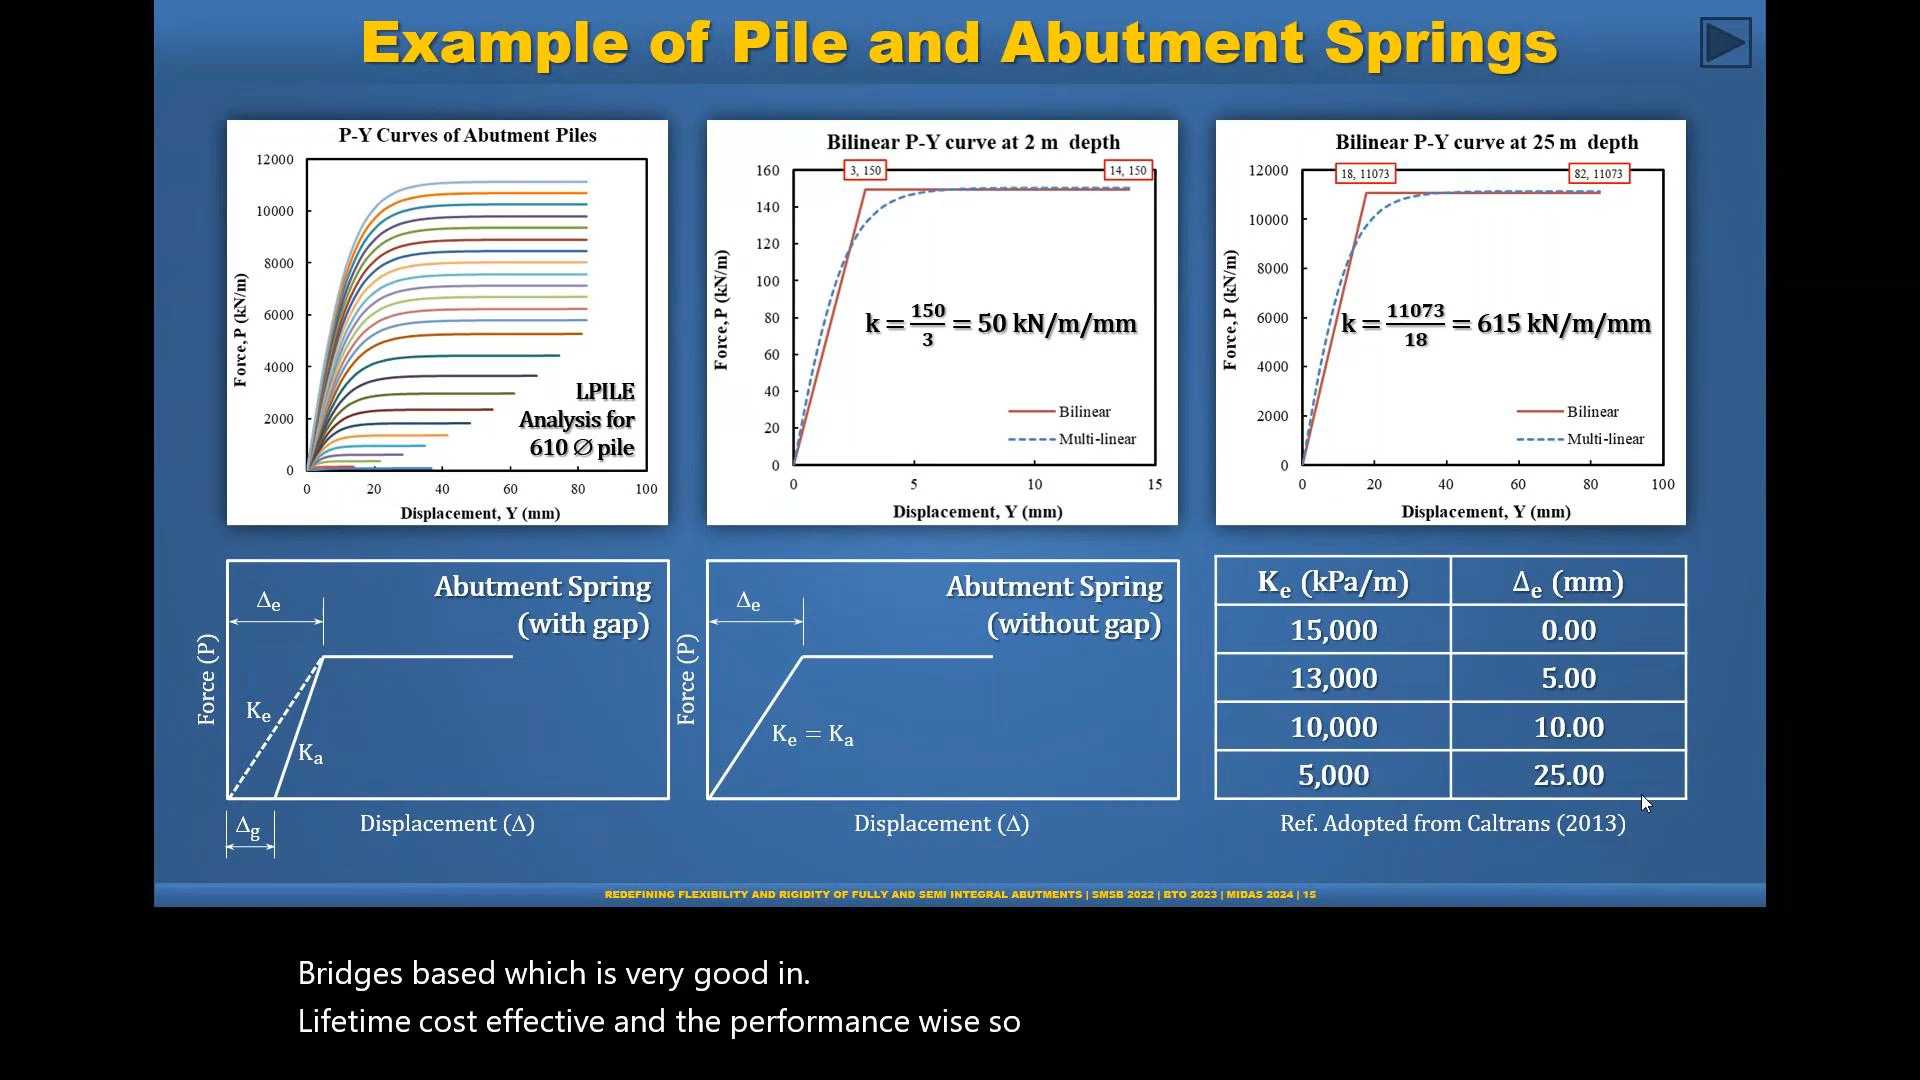 Example of Pile and Abutment Springs
P-Y Curves of Abutment Piles
12000
10000
8000
6000
4000
2000
0
0 20 40 60 80 100
Force, P (kN/m)
Displacement, Y (mm)
LPILE
Analysis for
610 ∅ pile
Bilinear P-Y curve at 2 m depth
3, 150
14, 150
160
140
120
100
80
60
40
20
0
0 5 10 15
Force, P (kN/m)
Displacement, Y (mm)
k = 150/3 = 50 kN/m/mm
Bilinear
Multi-linear
Bilinear P-Y curve at 25 m depth
18, 11073
82, 11073
12000
10000
8000
6000
4000
2000
0
0 20 40 60 80 100
Force, P (kN/m)
Displacement, Y (mm)
k = 11073/18 = 615 kN/m/mm
Bilinear
Multi-linear
Abutment Spring
(with gap)
Δe
Ke
Ka
Δg
Force (P)
Displacement (Δ)
Abutment Spring
(without gap)
Δe
Ke = Ka
Force (P)
Displacement (Δ)
Ke (kPa/m) Δe (mm)
15,000 0.00
13,000 5.00
10,000 10.00
5,000 25.00
Ref. Adopted from Caltrans (2013)
REDEFINING FLEXIBILITY AND RIGIDITY OF FULLY AND SEMI INTEGRAL ABUTMENTS | SMSB 2022 | BTO 2023 | MIDAS 2024 | 15
Bridges based which is very good in.
Lifetime cost effective and the performance wise so